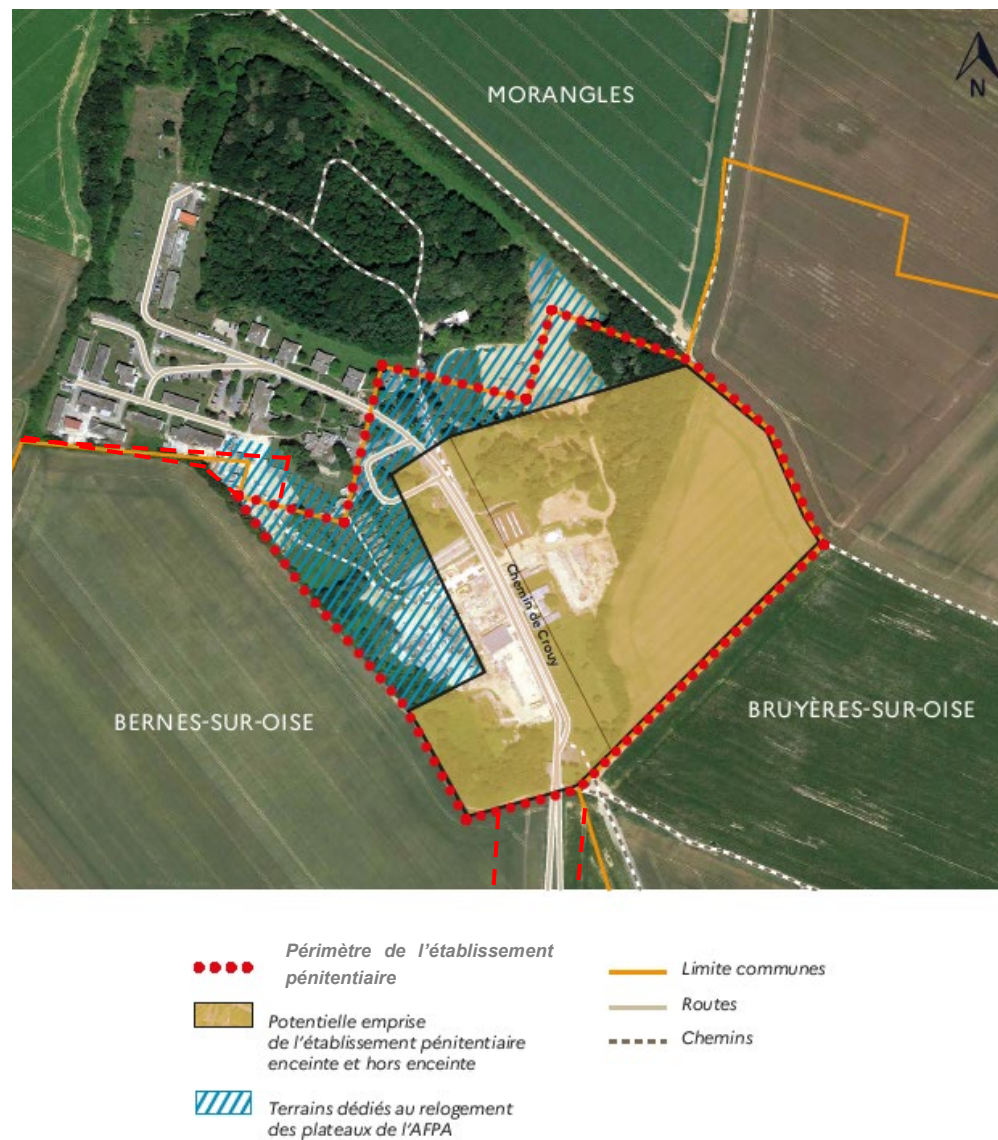 MORANGLES
N
Chemin de Crouy
BERNES-SUR-OISE
BRUYÈRES-SUR-OISE
Périmètre de l'établissement
pénitentiaire
Potentielle emprise
de l'établissement pénitentiaire
enceinte et hors enceinte
Terrains dédiés au relogement
des plateaux de l'AFPA
Limite communes
Routes
Chemins